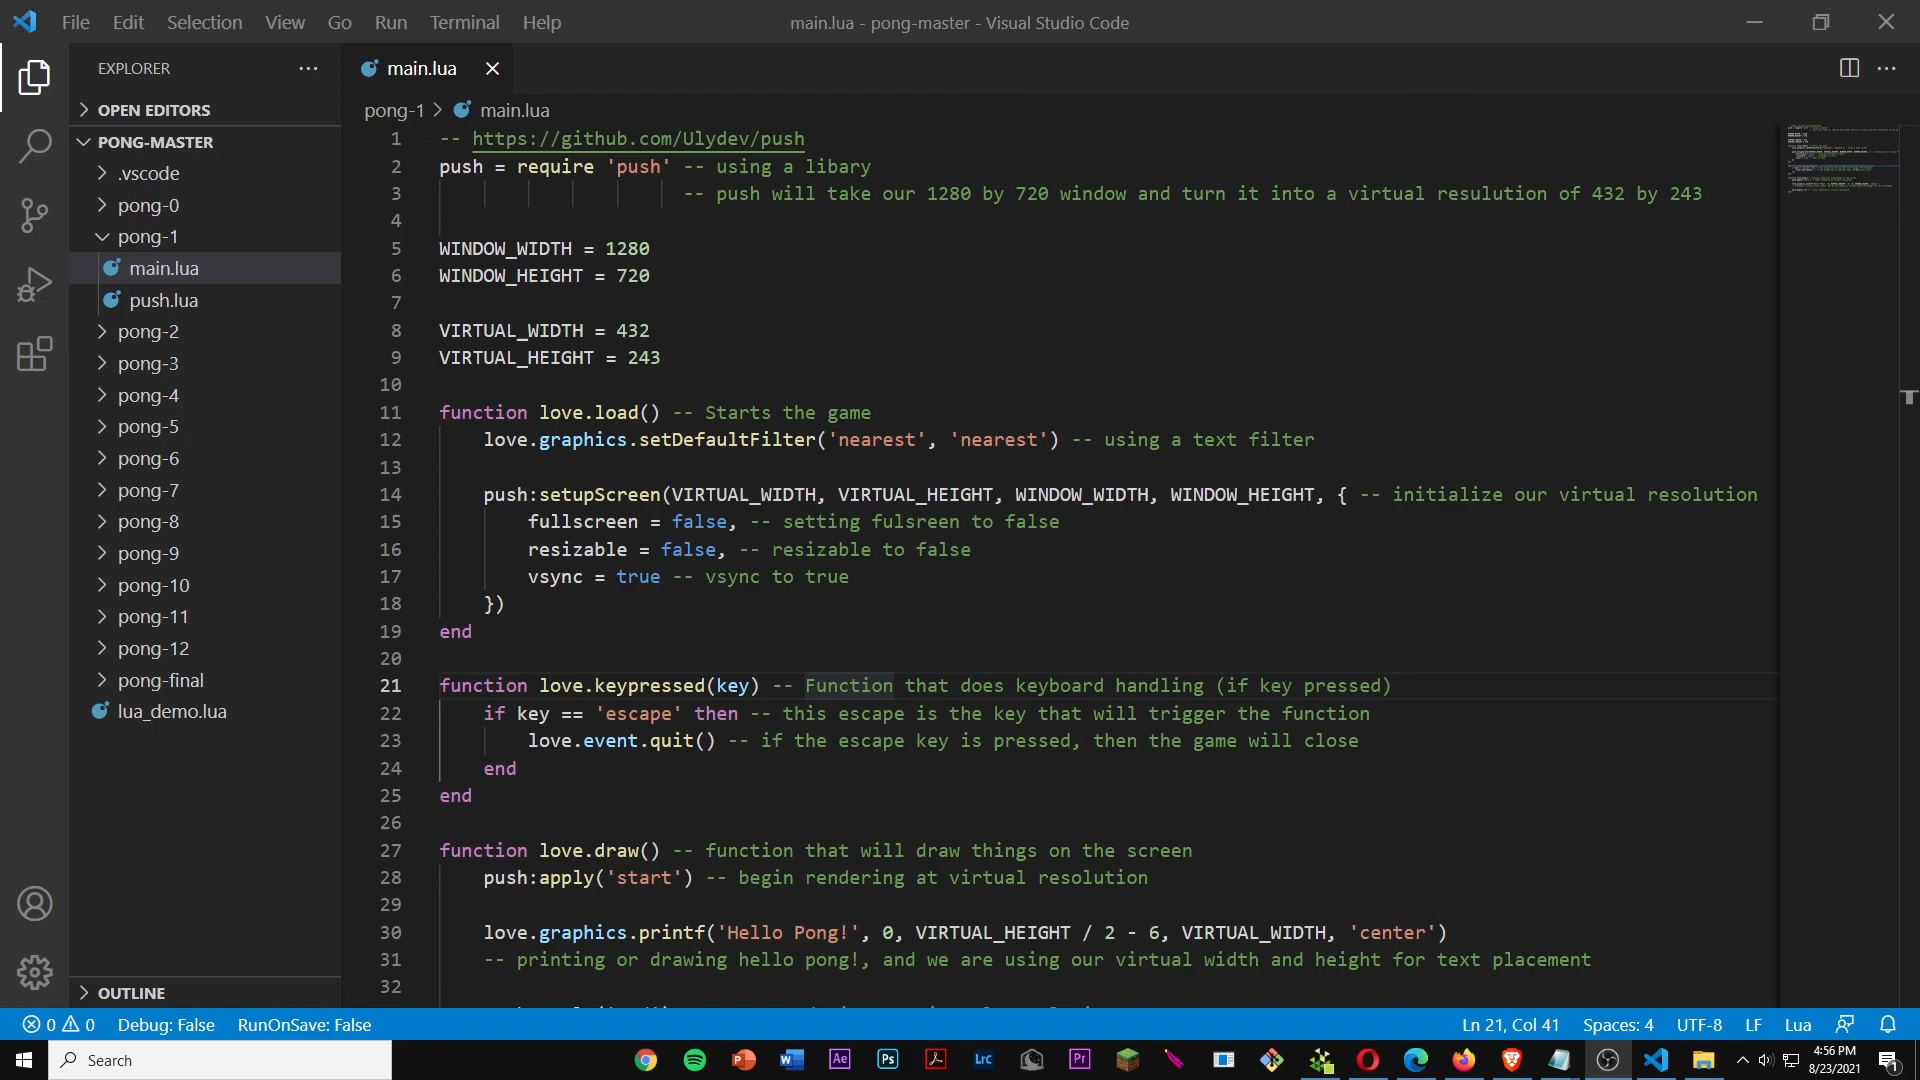 File Edit Selection View Go Run Terminal Help
main.lua - pong-master - Visual Studio Code
EXPLORER
OPEN EDITORS
PONG-MASTER
.vscode
pong-0
pong-1
main.lua
push.lua
pong-2
pong-3
pong-4
pong-5
pong-6
pong-7
pong-8
pong-9
pong-10
pong-11
pong-12
pong-final
lua_demo.lua
OUTLINE
main.lua
pong-1 > main.lua
1 -- https://github.com/Ulydev/push
2 push = require 'push' -- using a libary
3 -- push will take our 1280 by 720 window and turn it into a virtual resulution of 432 by 243
4
5 WINDOW_WIDTH = 1280
6 WINDOW_HEIGHT = 720
7
8 VIRTUAL_WIDTH = 432
9 VIRTUAL_HEIGHT = 243
10
11 function love.load() -- Starts the game
12 love.graphics.setDefaultFilter('nearest', 'nearest') -- using a text filter
13
14 push:setupScreen(VIRTUAL_WIDTH, VIRTUAL_HEIGHT, WINDOW_WIDTH, WINDOW_HEIGHT, { -- initialize our virtual resolution
15 fullscreen = false, -- setting fulsreen to false
16 resizable = false, -- resizable to false
17 vsync = true -- vsync to true
18 })
19 end
20
21 function love.keypressed(key) -- Function that does keyboard handling (if key pressed)
22 if key == 'escape' then -- this escape is the key that will trigger the function
23 love.event.quit() -- if the escape key is pressed, then the game will close
24 end
25 end
26
27 function love.draw() -- function that will draw things on the screen
28 push:apply('start') -- begin rendering at virtual resolution
29
30 love.graphics.printf('Hello Pong!', 0, VIRTUAL_HEIGHT / 2 - 6, VIRTUAL_WIDTH, 'center')
31 -- printing or drawing hello pong!, and we are using our virtual width and height for text placement
32
0 0 Debug: False RunOnSave: False
Ln 21, Col 41 Spaces: 4 UTF-8 LF Lua
Search
Ae Ps Lrc Pr
4:56 PM
8/23/2021
1